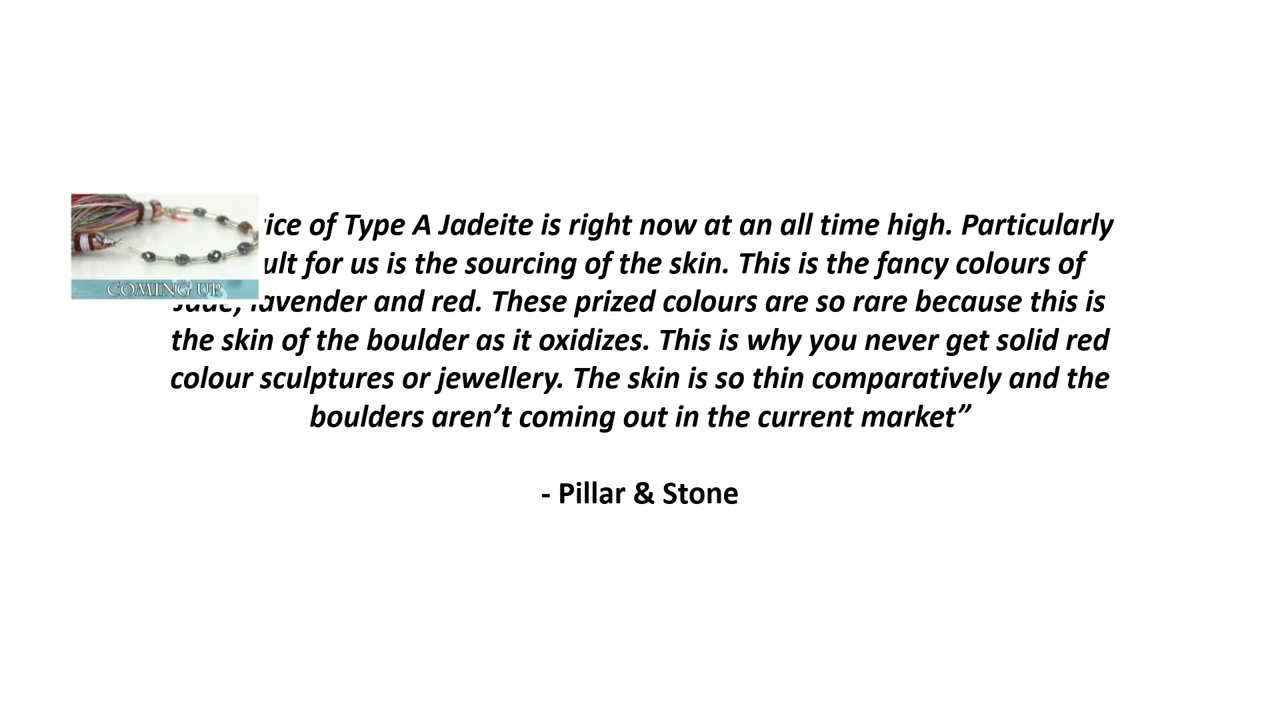 of Type A Jadeite is right now at an all time high. Particularly
for us is the sourcing of the skin. This is the fancy colours of
COMING UP
lavender and red. These prized colours are so rare because this is
the skin of the boulder as it oxidizes. This is why you never get solid red
colour sculptures or jewellery. The skin is so thin comparatively and the
boulders aren’t coming out in the current market”
- Pillar & Stone